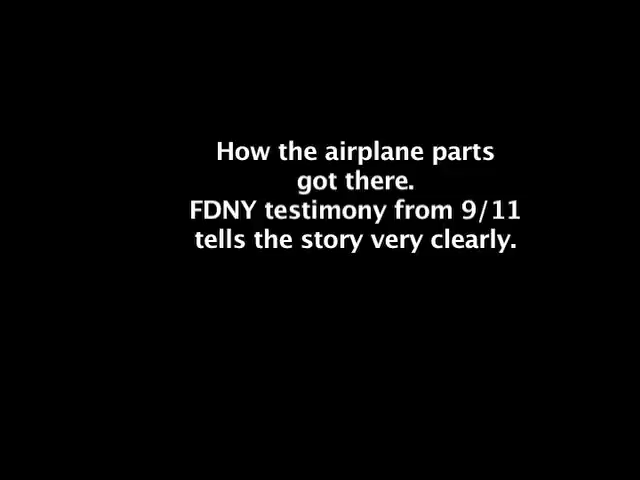 How the airplane parts
got there.
FDNY testimony from 9/11
tells the story very clearly.